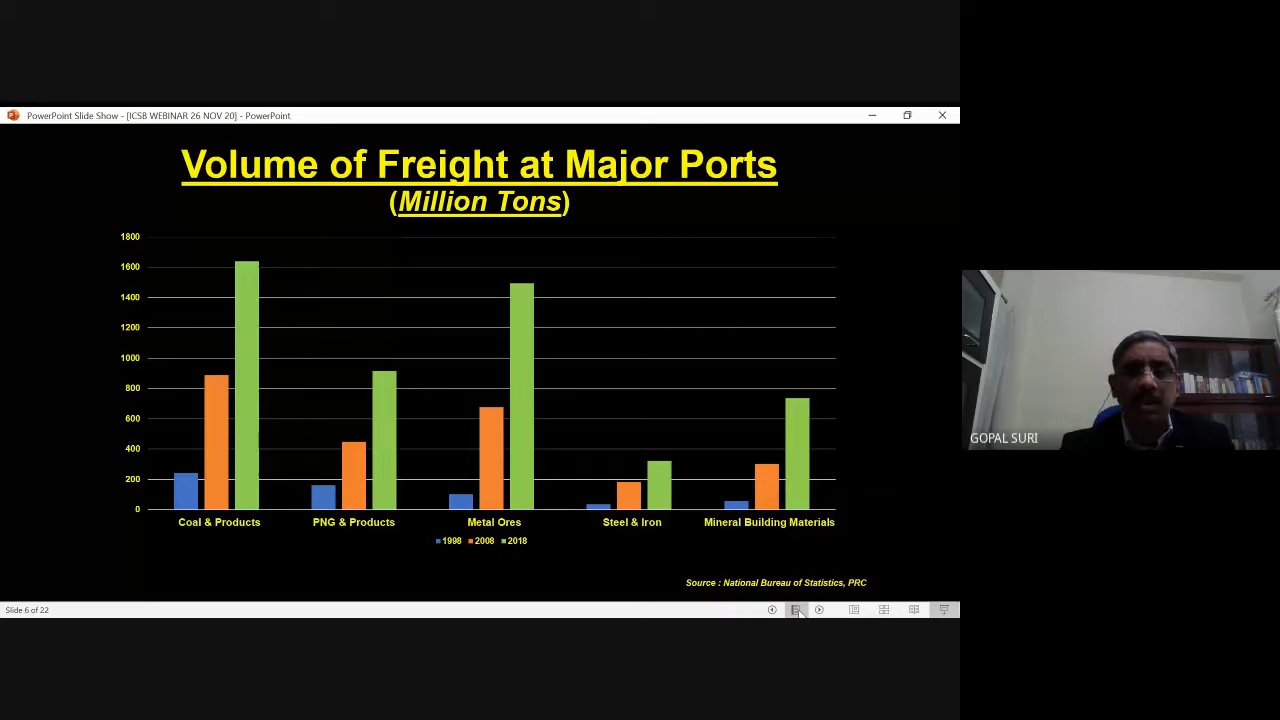 PowerPoint Slide Show - [ICSB WEBINAR 26 NOV 20] - PowerPoint
Volume of Freight at Major Ports
(Million Tons)
1800
1600
1400
1200
1000
800
600
400
200
0
Coal & Products PNG & Products Metal Ores Steel & Iron Mineral Building Materials
1998 2008 2018
Source : National Bureau of Statistics, PRC
Slide 6 of 22
GOPAL SURI